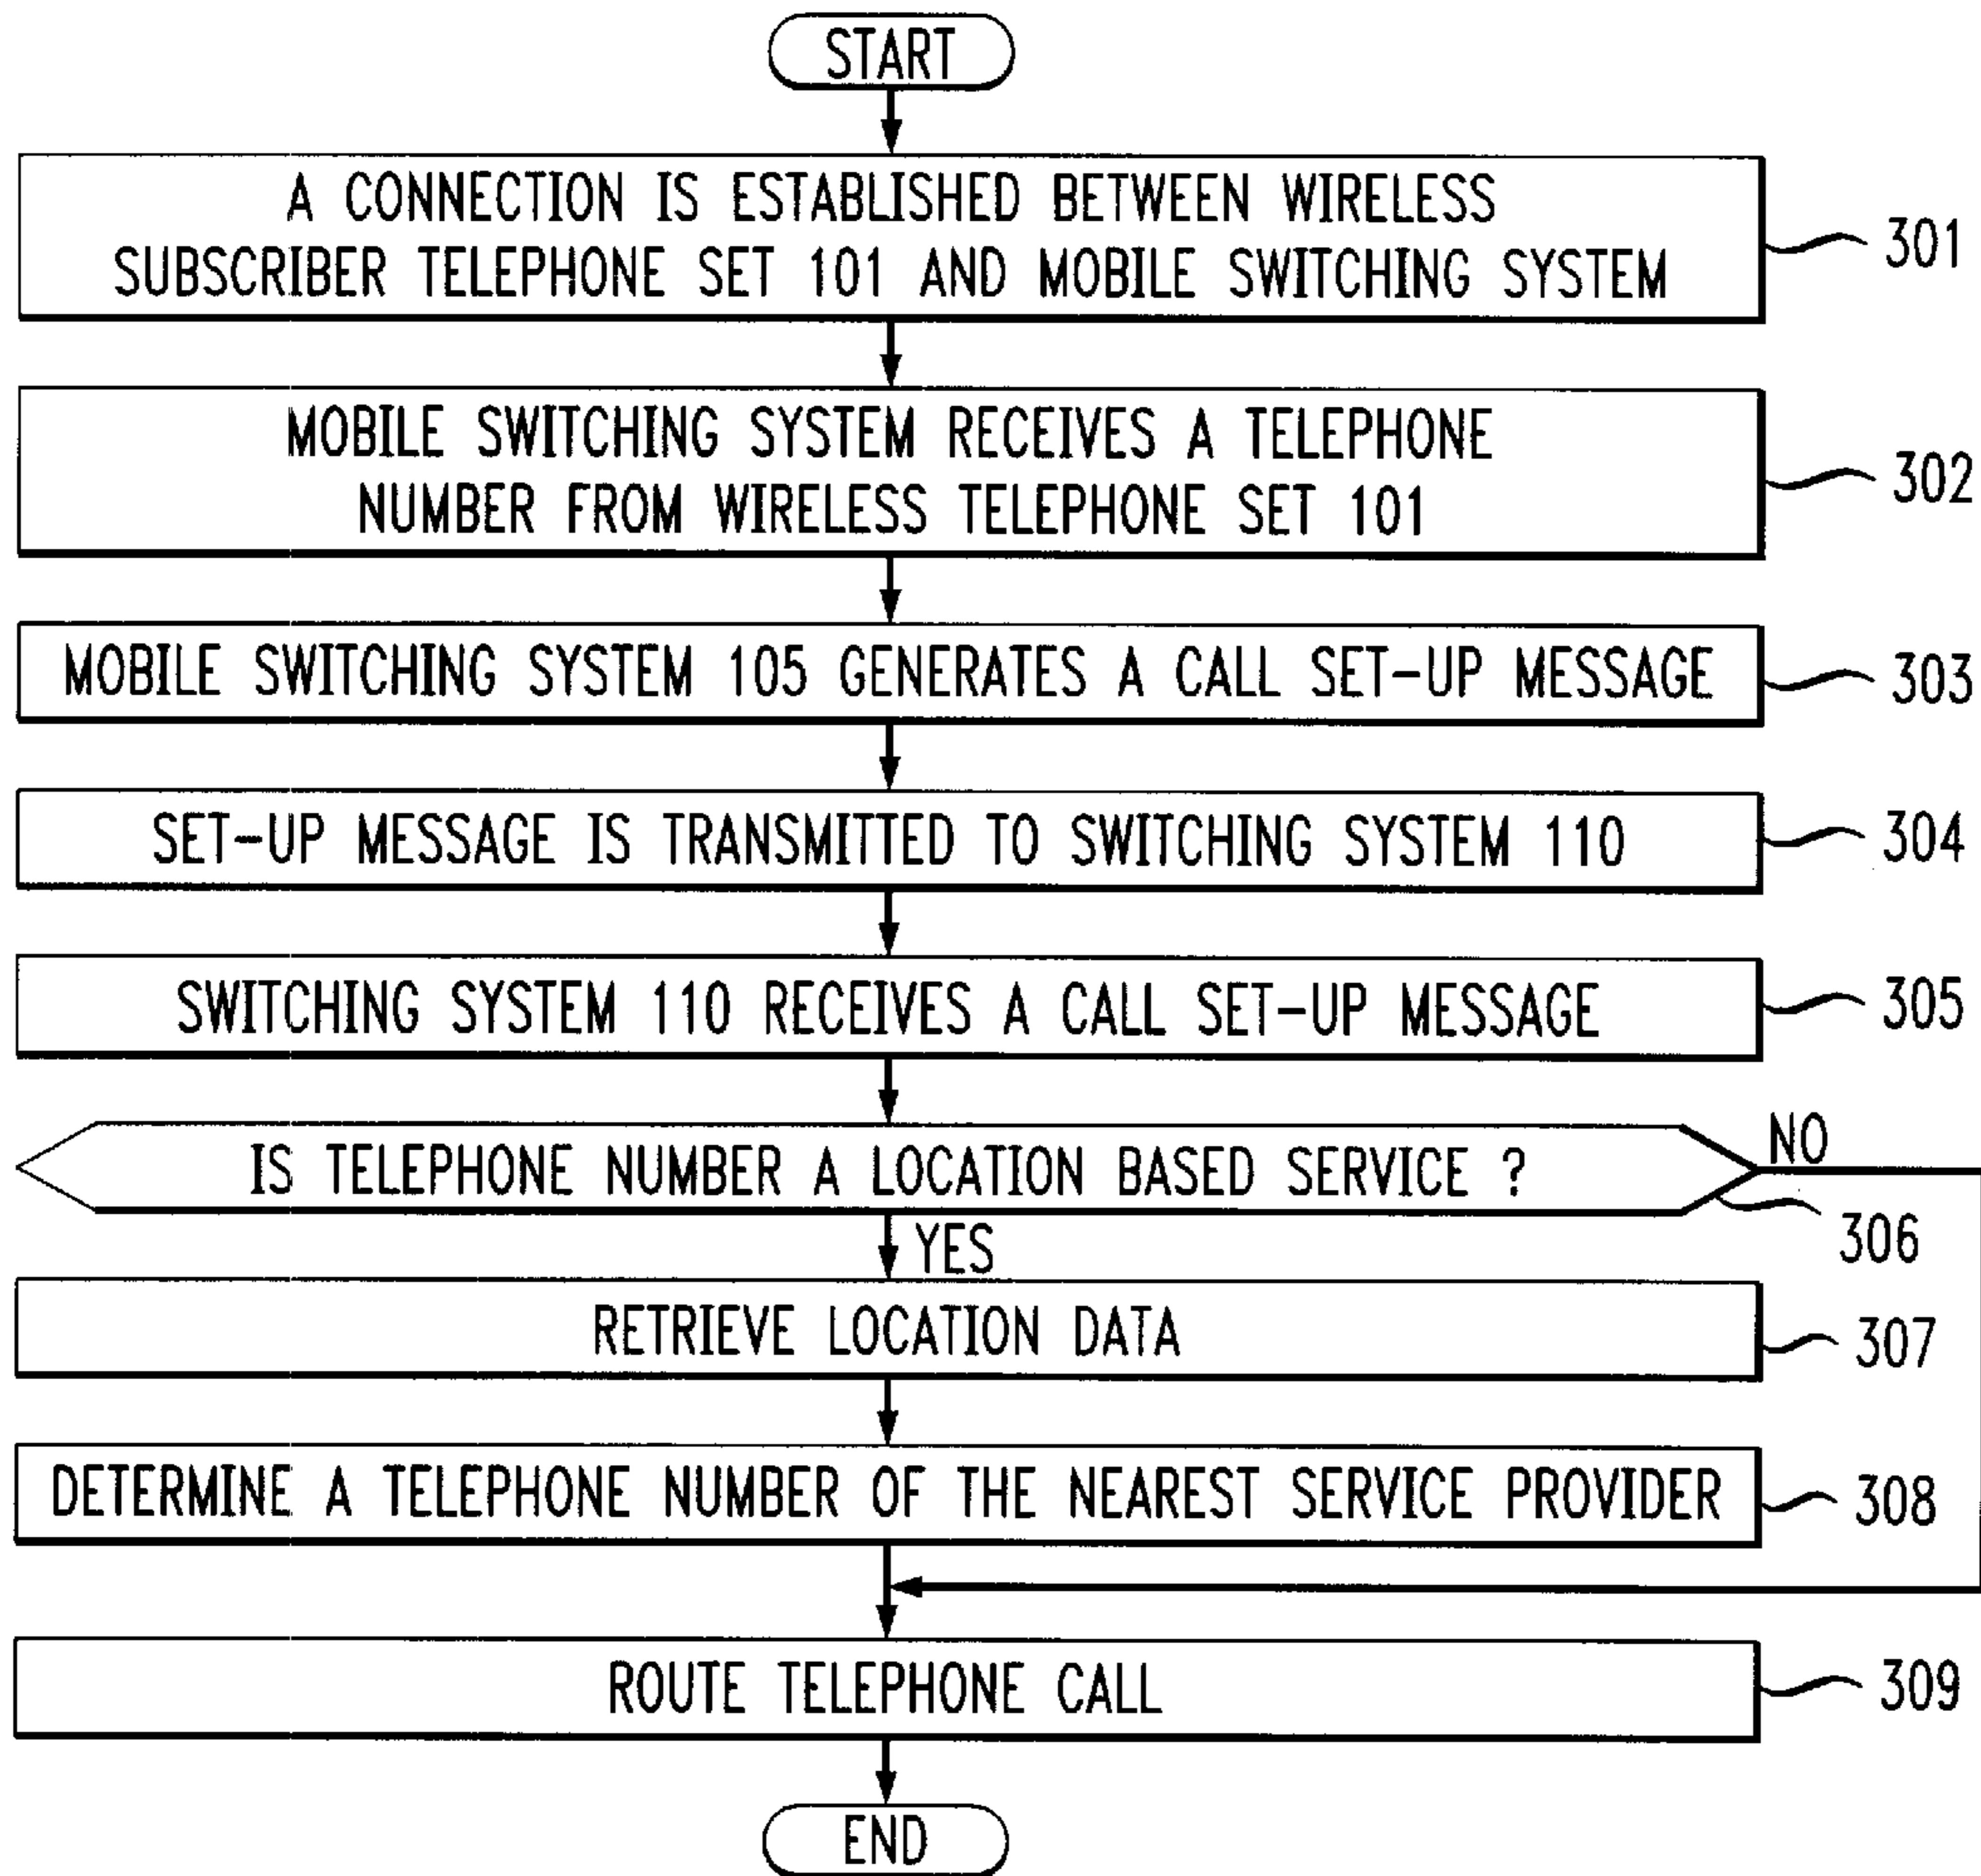 START
A CONNECTION IS ESTABLISHED BETWEEN WIRELESS
SUBSCRIBER TELEPHONE SET 101 AND MOBILE SWITCHING SYSTEM
301
MOBILE SWITCHING SYSTEM RECEIVES A TELEPHONE
NUMBER FROM WIRELESS TELEPHONE SET 101
302
MOBILE SWITCHING SYSTEM 105 GENERATES A CALL SET-UP MESSAGE
303
SET-UP MESSAGE IS TRANSMITTED TO SWITCHING SYSTEM 110
304
SWITCHING SYSTEM 110 RECEIVES A CALL SET-UP MESSAGE
305
IS TELEPHONE NUMBER A LOCATION BASED SERVICE ?
NO
306
YES
RETRIEVE LOCATION DATA
307
DETERMINE A TELEPHONE NUMBER OF THE NEAREST SERVICE PROVIDER
308
ROUTE TELEPHONE CALL
309
END